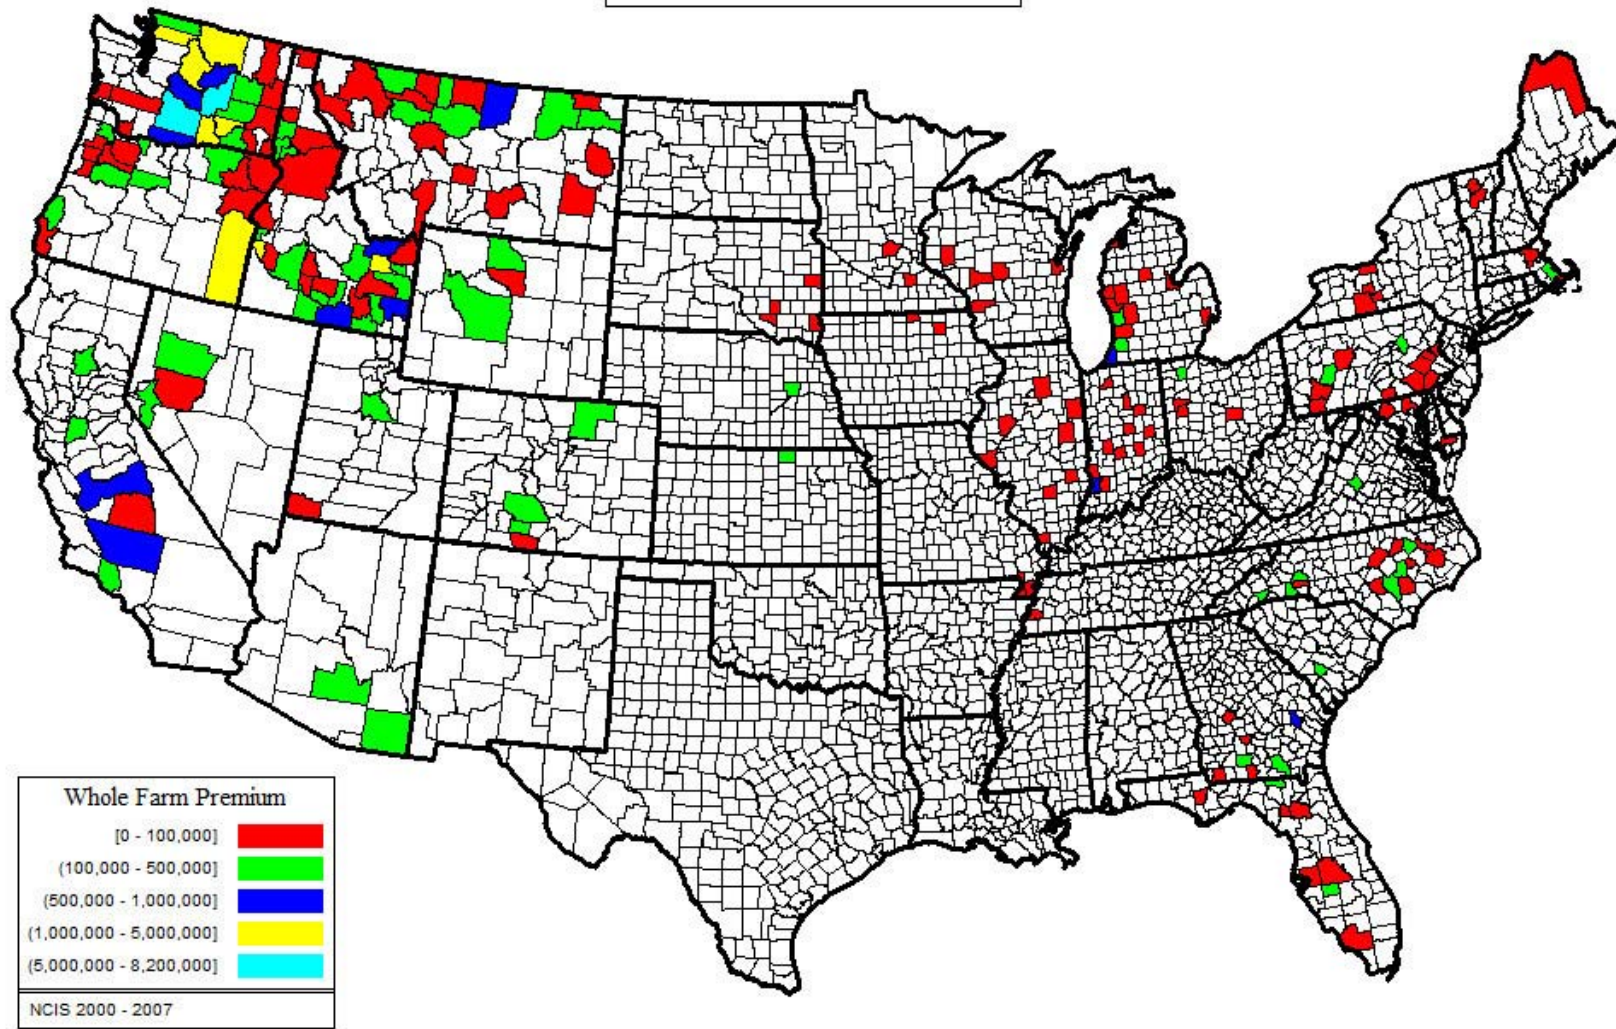 Whole Farm Premium
[0 - 100,000]
(100,000 - 500,000]
(500,000 - 1,000,000]
(1,000,000 - 5,000,000]
(5,000,000 - 8,200,000]
NCIS 2000 - 2007